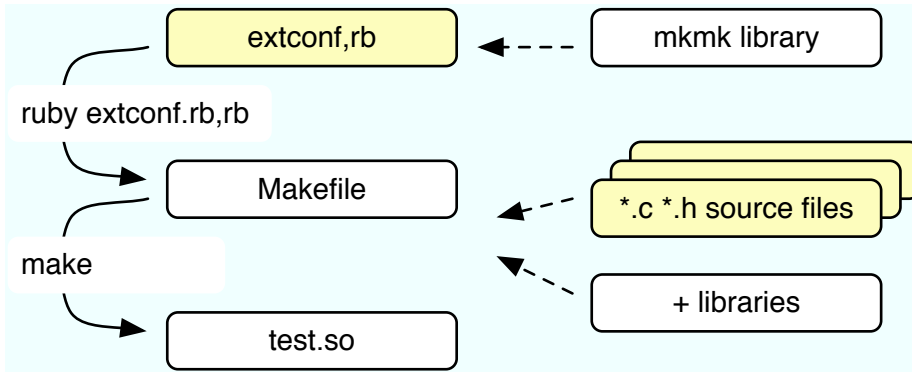 extconf,rb
mkmk library
ruby extconf.rb,rb
Makefile
*.c *.h source files
make
+ libraries
test.so